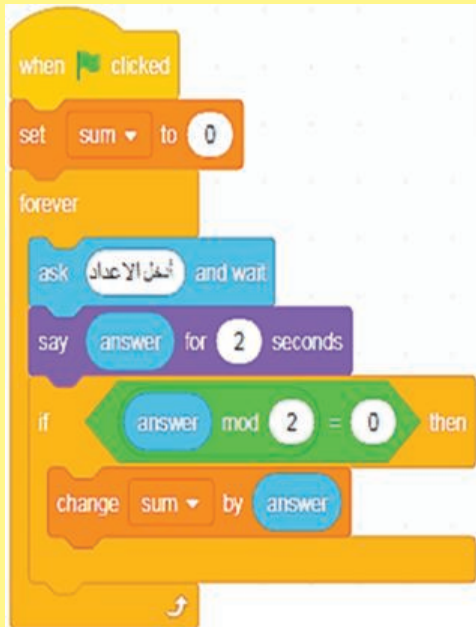 when clicked
set sum to 0
forever
ask أدخل الاعداد and wait
say answer for 2 seconds
if answer mod 2 = 0 then
change sum by answer